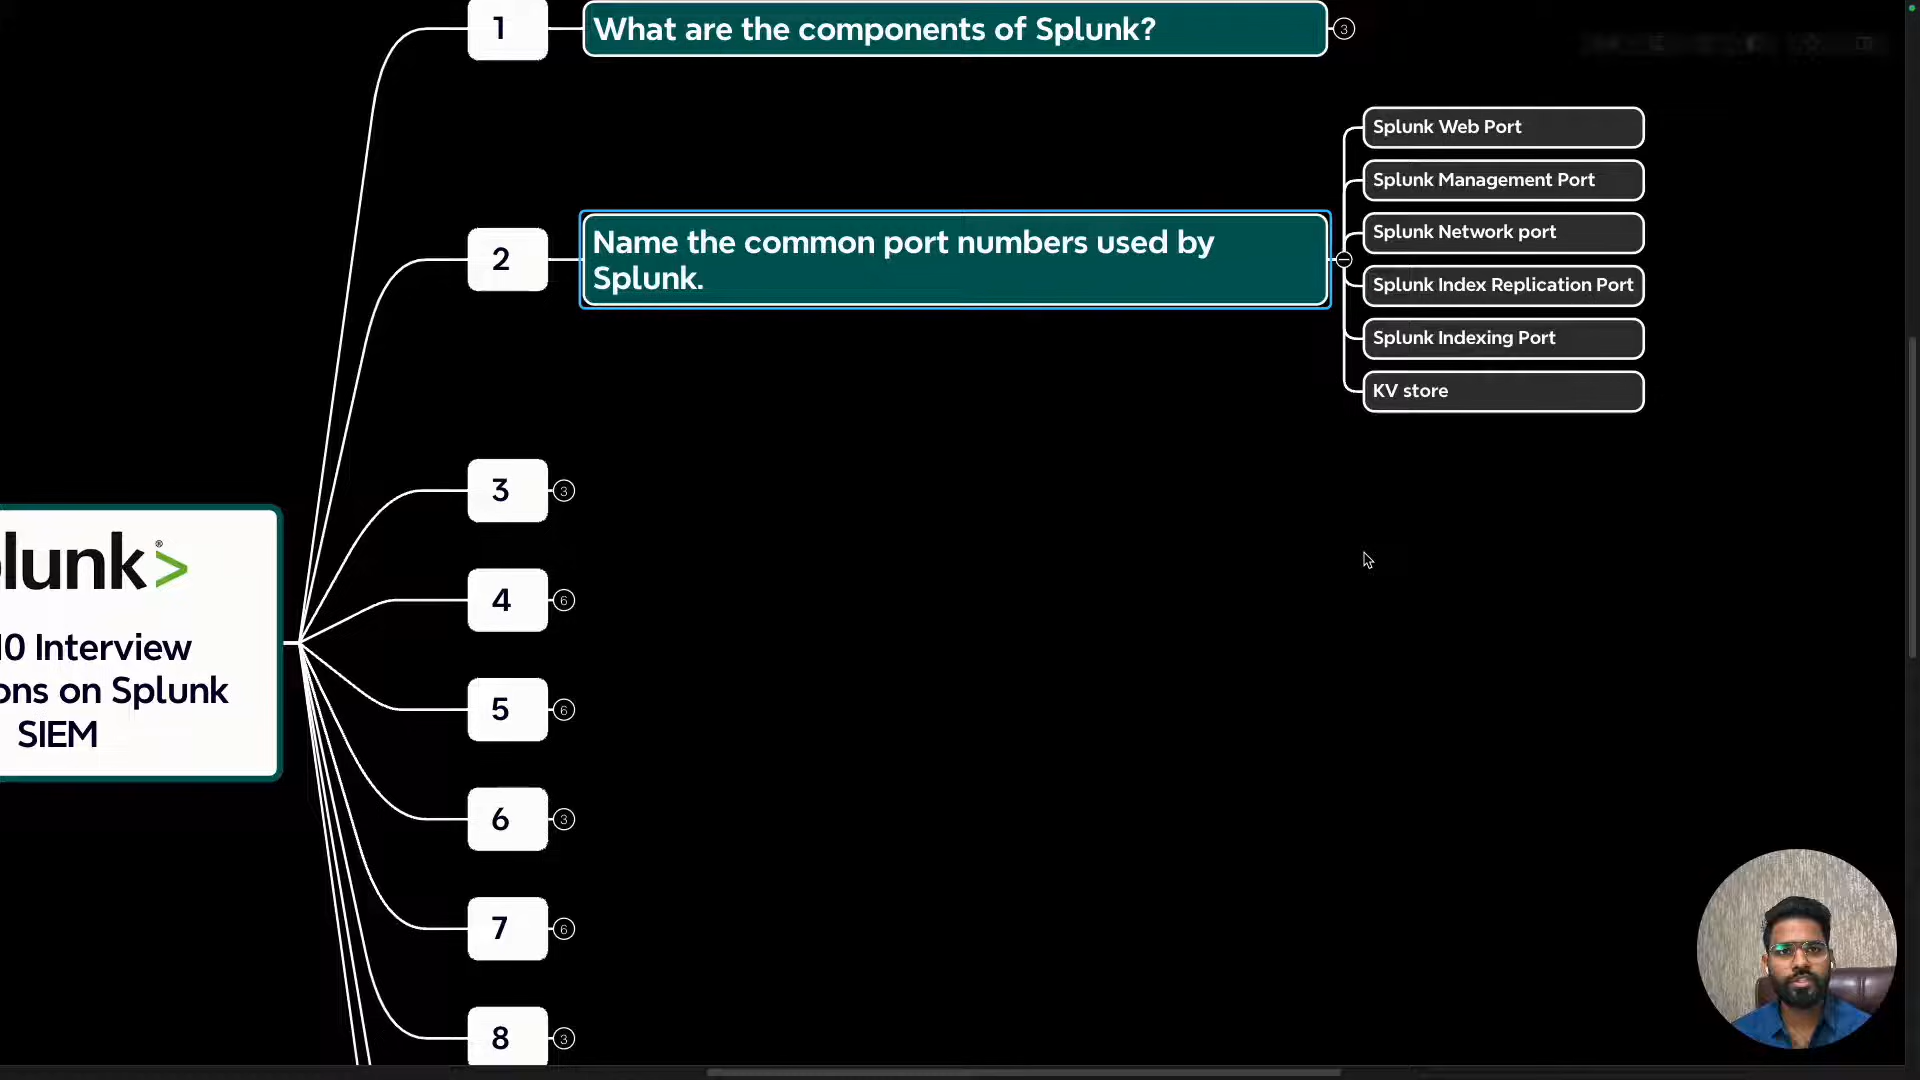 1
What are the components of Splunk?
3
Splunk Web Port
Splunk Management Port
2
Name the common port numbers used by
Splunk.
Splunk Network port
Splunk Index Replication Port
Splunk Indexing Port
KV store
3
3
lunk>
®
10 Interview
ons on Splunk
SIEM
4
6
5
6
6
3
7
6
8
3